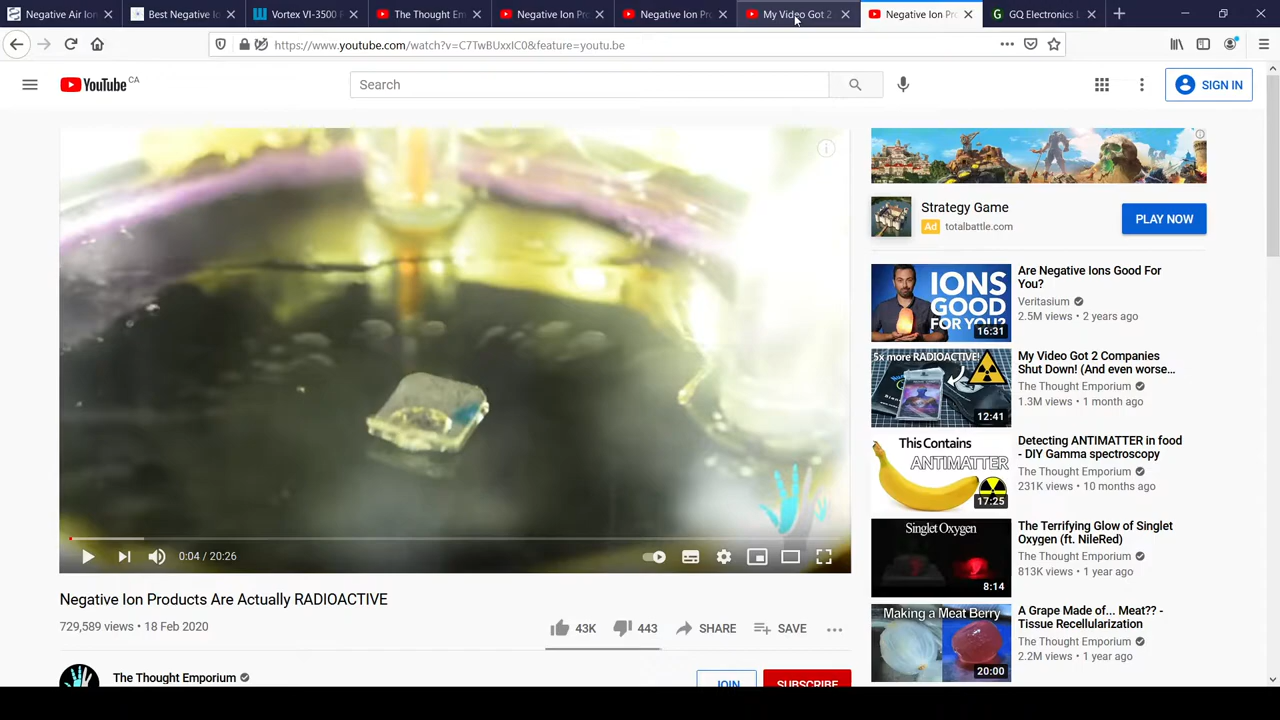 Negative Air Ion
Best Negative Io
Vortex VI-3500 F
The Thought Em
Negative Ion Pro
Negative Ion Pro
My Video Got 2
Negative Ion Pro
GQ Electronics L
https://www.youtube.com/watch?v=C7TwBUxxIC0&feature=youtu.be
YouTube CA
Search
SIGN IN
Strategy Game
Ad totalbattle.com
PLAY NOW
IONS GOOD FOR YOU?
16:31
Are Negative Ions Good For You?
Veritasium
2.5M views • 2 years ago
5x more RADIOACTIVE!
12:41
My Video Got 2 Companies Shut Down! (And even worse...
The Thought Emporium
1.3M views • 1 month ago
This Contains ANTIMATTER
17:25
Detecting ANTIMATTER in food - DIY Gamma spectroscopy
The Thought Emporium
231K views • 10 months ago
Singlet Oxygen
8:14
The Terrifying Glow of Singlet Oxygen (ft. NileRed)
The Thought Emporium
813K views • 1 year ago
Making a Meat Berry
20:00
A Grape Made of... Meat?? - Tissue Recellularization
The Thought Emporium
2.2M views • 1 year ago
0:04 / 20:26
Negative Ion Products Are Actually RADIOACTIVE
729,589 views • 18 Feb 2020
43K
443
SHARE
SAVE
The Thought Emporium
JOIN
SUBSCRIBE